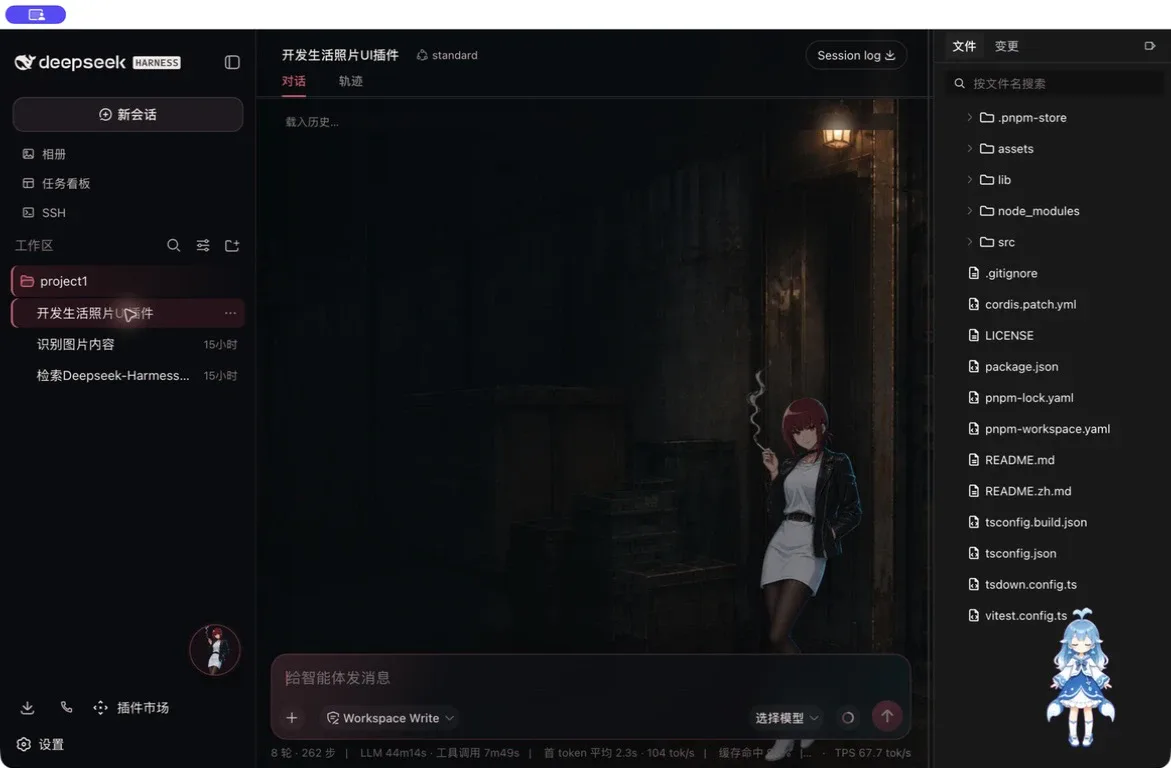 deepseek HARNESS
新会话
相册
任务看板
SSH
工作区
project1
开发生活照片UI插件
识别图片内容 15小时
检索Deepseek-Harmess... 15小时
插件市场
设置
开发生活照片UI插件 standard
Session log
对话 轨迹
载入历史...
给智能体发消息
Workspace Write
选择模型
8 轮 · 262 步 | LLM 44m14s · 工具调用 7m49s | 首 token 平均 2.3s · 104 tok/s | 缓存命中 | ... · TPS 67.7 tok/s
文件 变更
按文件名搜索
.pnpm-store
assets
lib
node_modules
src
.gitignore
cordis.patch.yml
LICENSE
package.json
pnpm-lock.yaml
pnpm-workspace.yaml
README.md
README.zh.md
tsconfig.build.json
tsconfig.json
tsdown.config.ts
vitest.config.ts